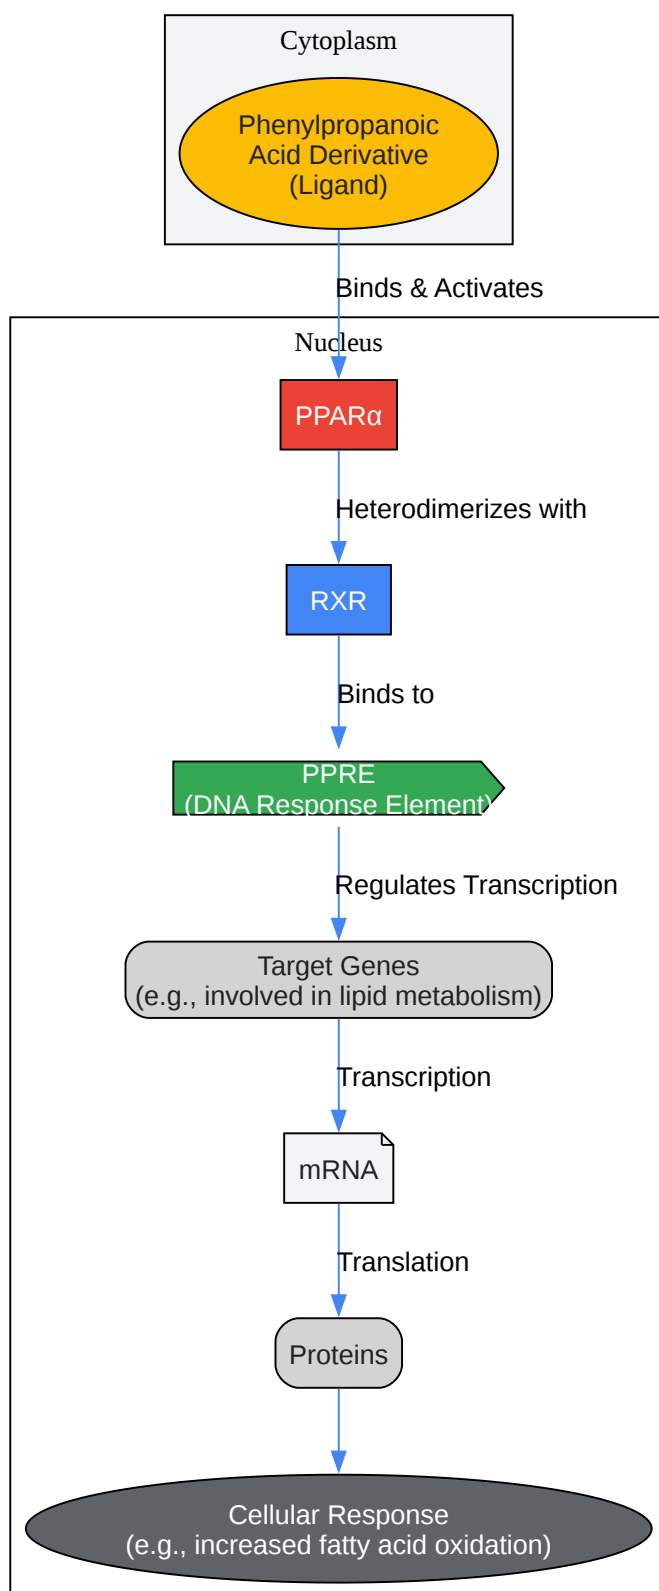 Cytoplasm
Phenylpropanoic
Acid Derivative
(Ligand)
Binds & Activates
Nucleus
PPARα
Heterodimerizes with
RXR
Binds to
PPRE
(DNA Response Element)
Regulates Transcription
Target Genes
(e.g., involved in lipid metabolism)
Transcription
mRNA
Translation
Proteins
Cellular Response
(e.g., increased fatty acid oxidation)